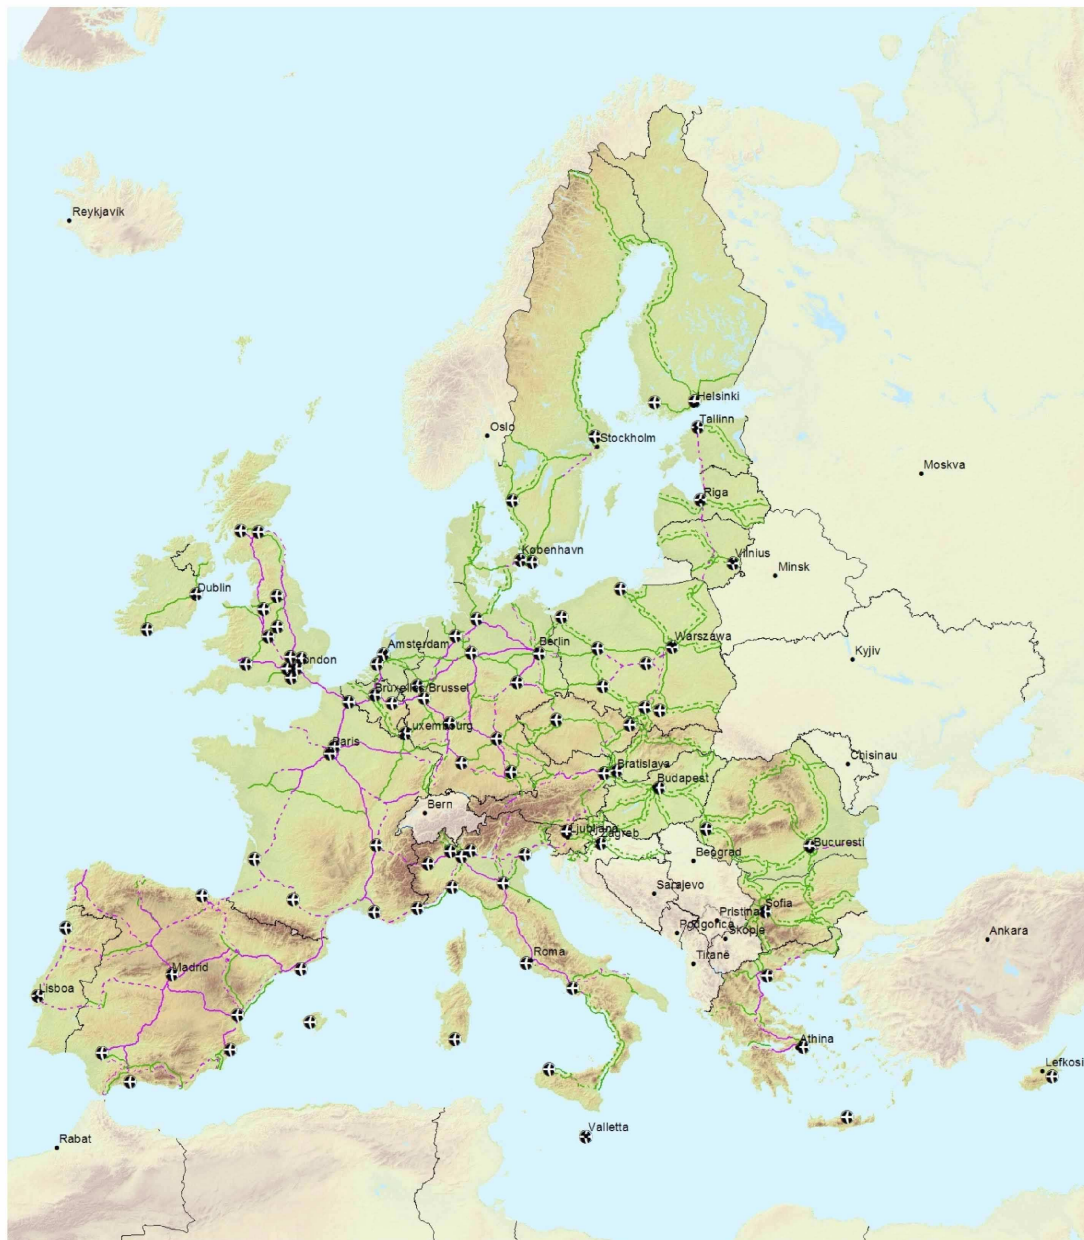 Reykjavík
Helsinki
Tallinn
Oslo
Stockholm
Moskva
Riga
København
Vilnius
Minsk
Dublin
Amsterdam
Berlin
Warszawa
London
Kyjiv
Bruxelles/Brussel
Luxembourg
Paris
Chisinau
Bratislava
Budapest
Bern
Ljubljana
Zagreb
Bucuresti
Beograd
Sarajevo
Sofia
Pristina
Podgorica
Skopje
Ankara
Roma
Tiranë
Madrid
Lisboa
Athina
Lefkosi
Valletta
Rabat